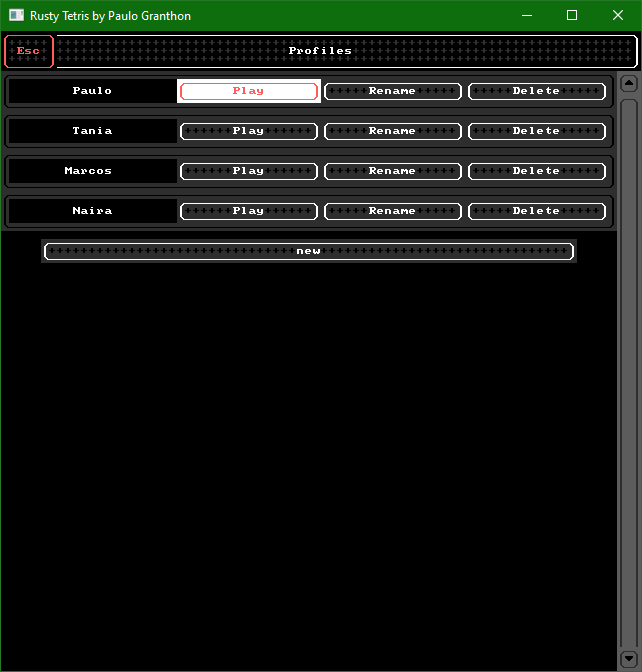 Rusty Tetris by Paulo Granthon
Esc Profiles
Paulo Play Rename Delete
Tania Play Rename Delete
Marcos Play Rename Delete
Naira Play Rename Delete
new